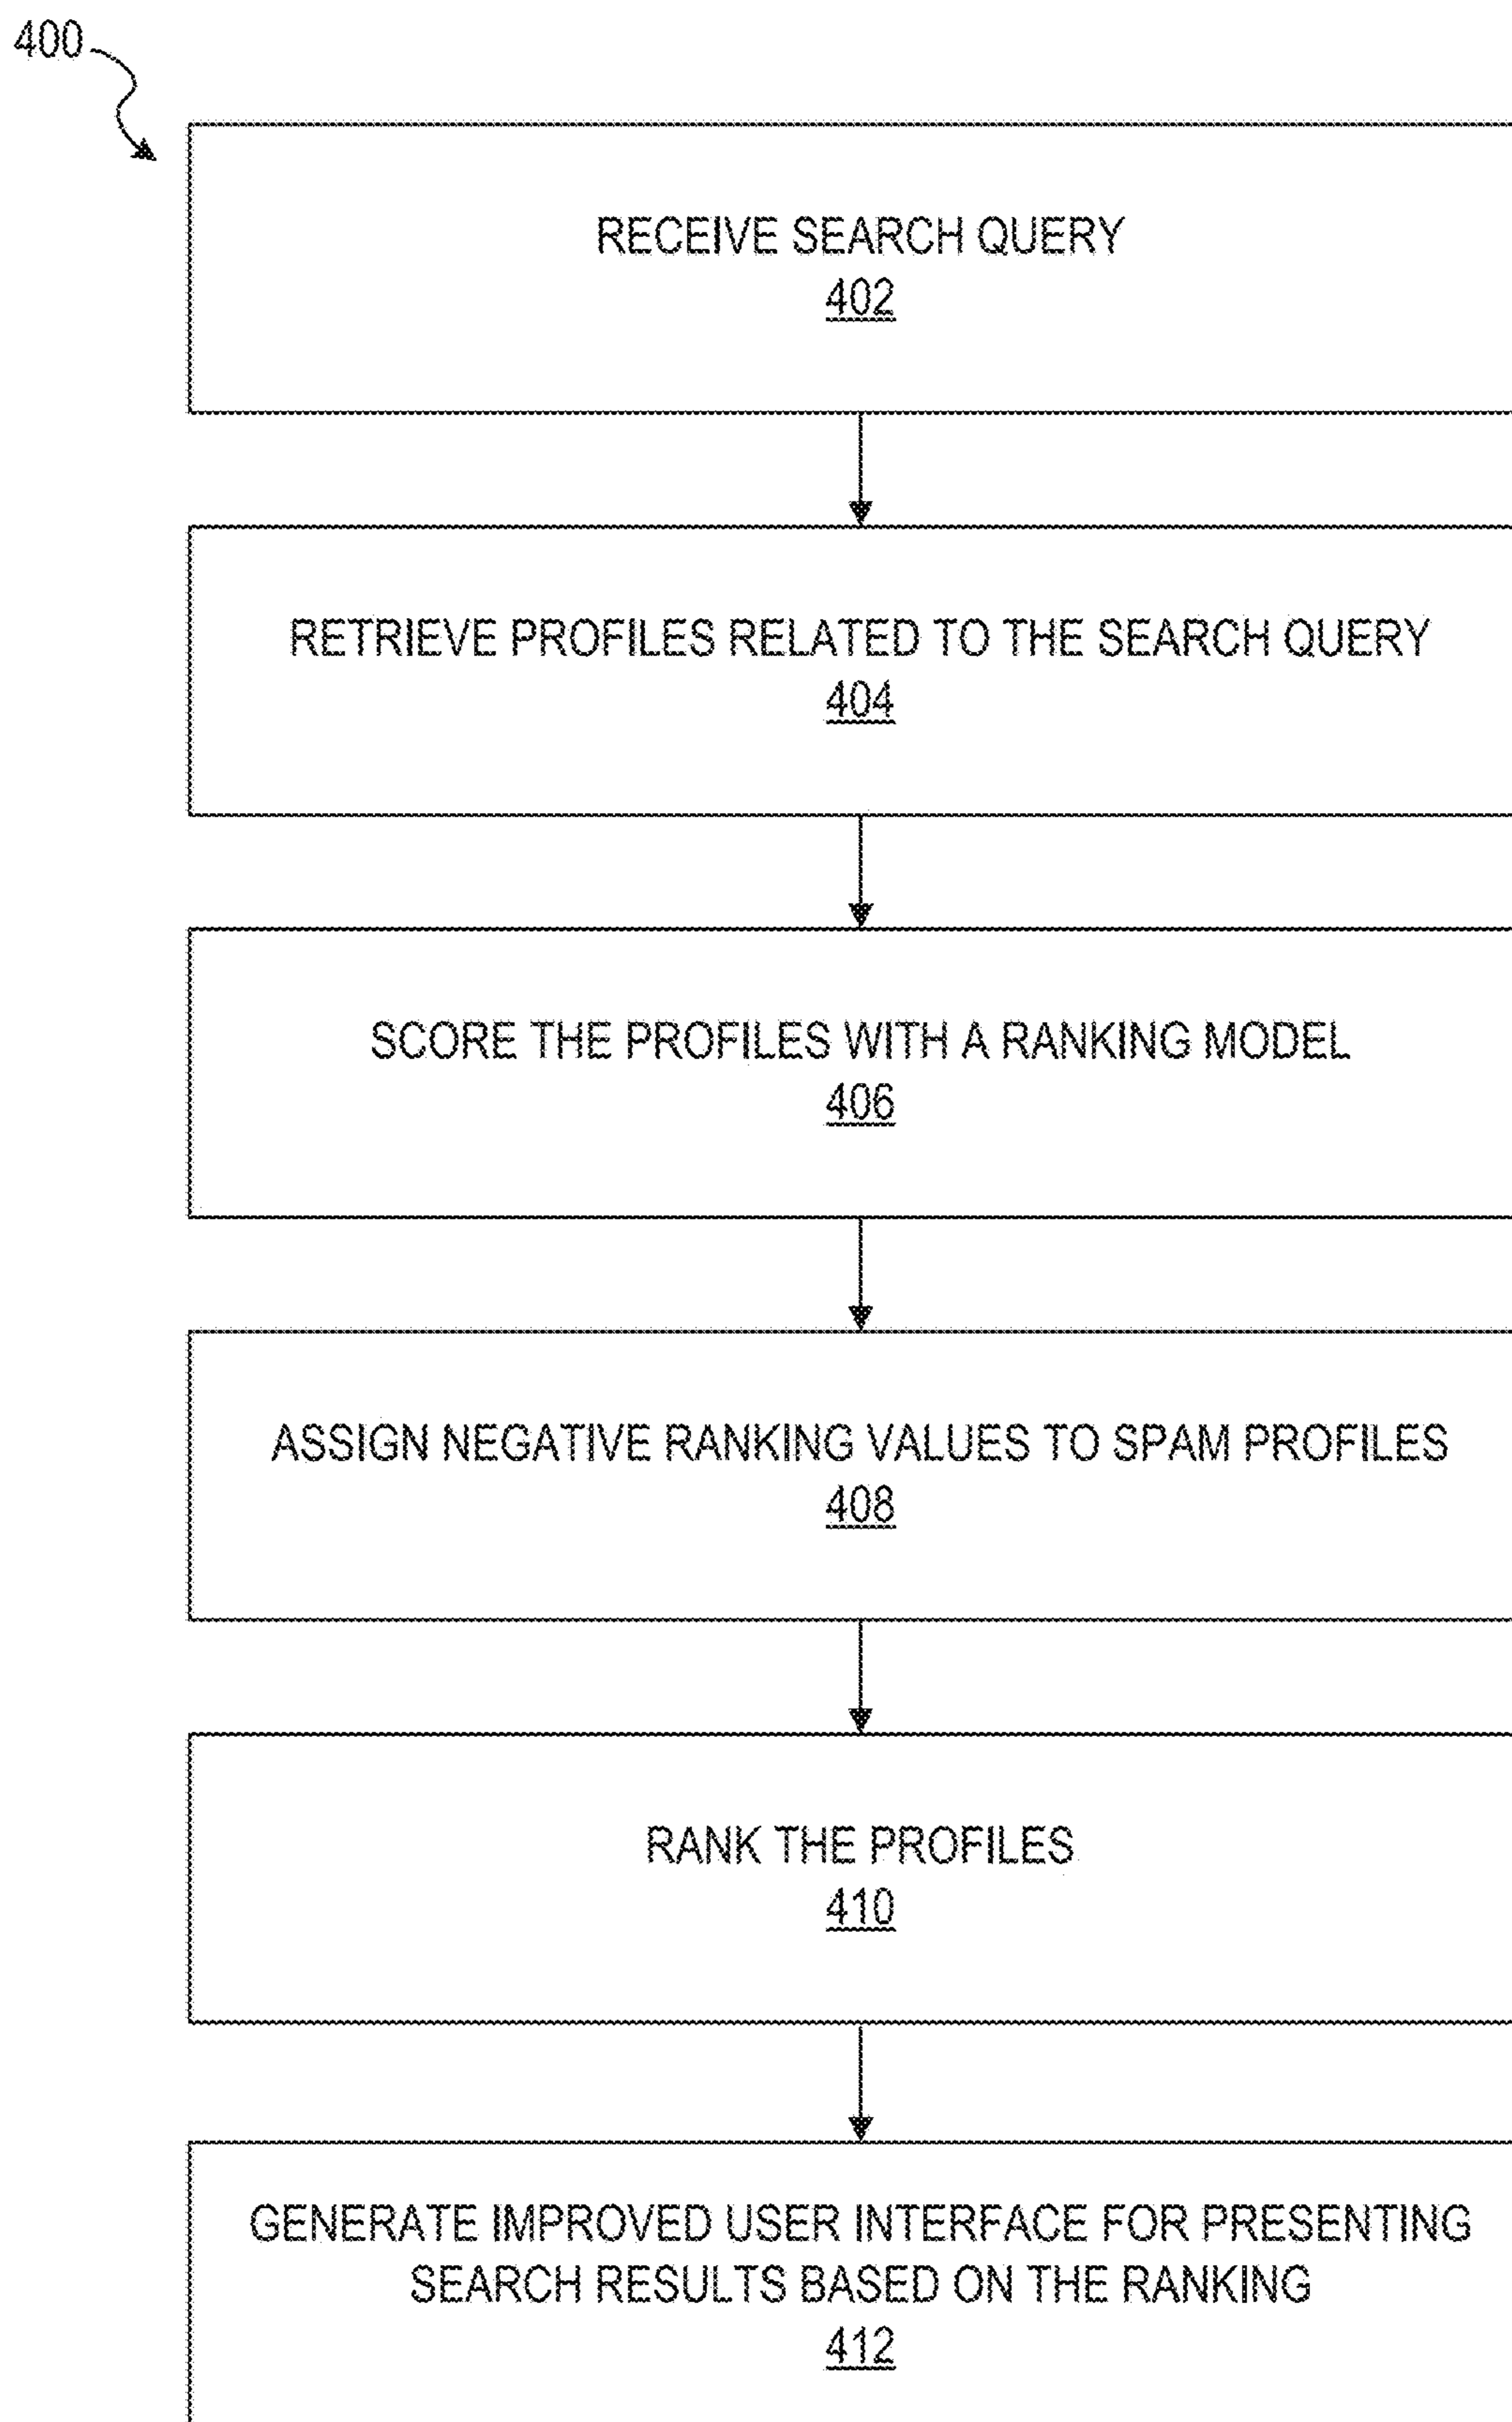 400
RECEIVE SEARCH QUERY
402
RETRIEVE PROFILES RELATED TO THE SEARCH QUERY
404
SCORE THE PROFILES WITH A RANKING MODEL
406
ASSIGN NEGATIVE RANKING VALUES TO SPAM PROFILES
408
RANK THE PROFILES
410
GENERATE IMPROVED USER INTERFACE FOR PRESENTING
SEARCH RESULTS BASED ON THE RANKING
412